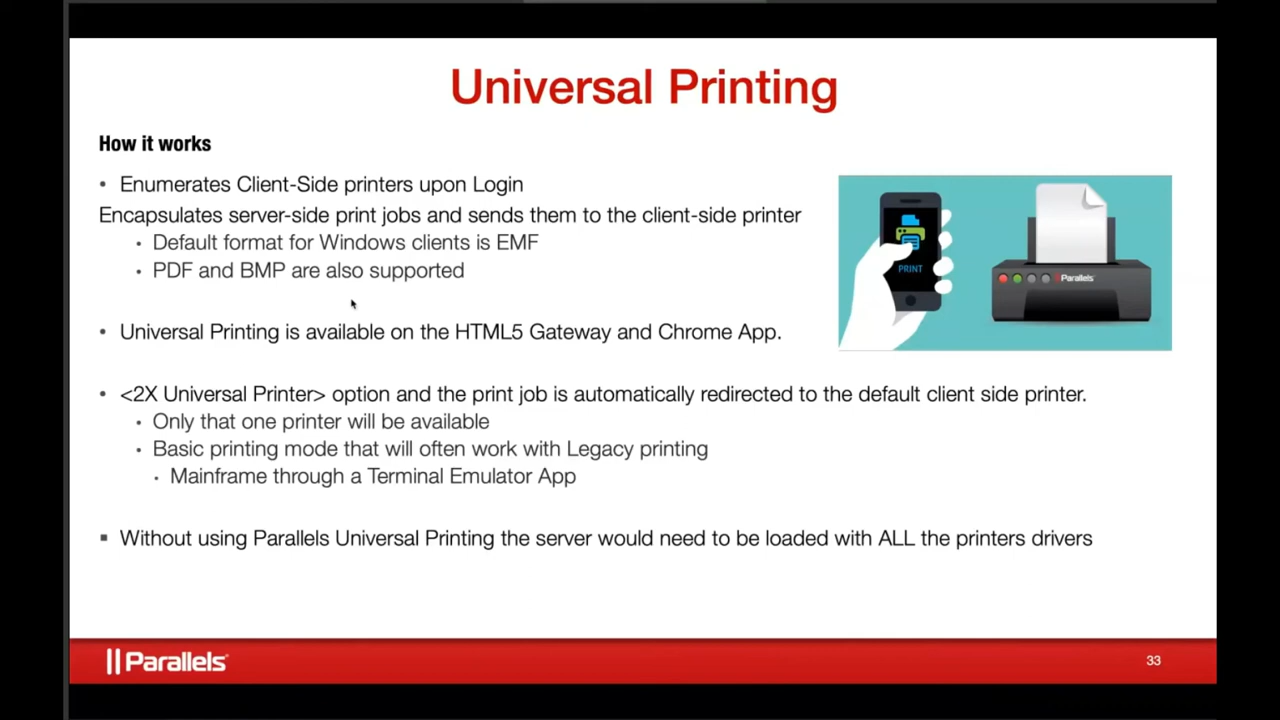 Universal Printing
How it works
• Enumerates Client-Side printers upon Login
Encapsulates server-side print jobs and sends them to the client-side printer
• Default format for Windows clients is EMF
• PDF and BMP are also supported
PRINT
Parallels
• Universal Printing is available on the HTML5 Gateway and Chrome App.
• <2X Universal Printer> option and the print job is automatically redirected to the default client side printer.
• Only that one printer will be available
• Basic printing mode that will often work with Legacy printing
• Mainframe through a Terminal Emulator App
▪ Without using Parallels Universal Printing the server would need to be loaded with ALL the printers drivers
Parallels
33